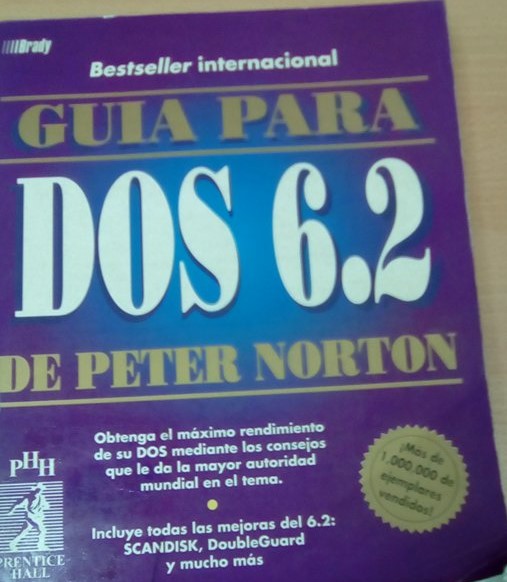 Brady
Bestseller internacional
GUIA PARA
DOS 6.2
DE PETER NORTON
Obtenga el máximo rendimiento
de su DOS mediante los consejos
que le da la mayor autoridad
mundial en el tema.
Incluye todas las mejoras del 6.2:
SCANDISK, DoubleGuard
y mucho más
¡Más de
1,000,000 de
ejemplares
vendidos!
PHH
PRENTICE
HALL